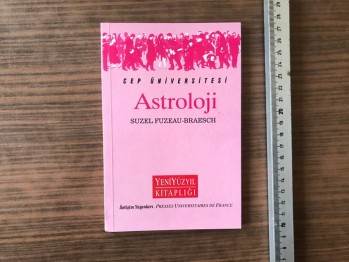 CEP ÜNİVERSİTESİ
Astroloji
SUZEL FUZEAU-BRAESCH
YENİYÜZYIL
KİTAPLIĞI
İletişim Yayınları . PRESSES UNIVERSITAIRES DE FRANCE